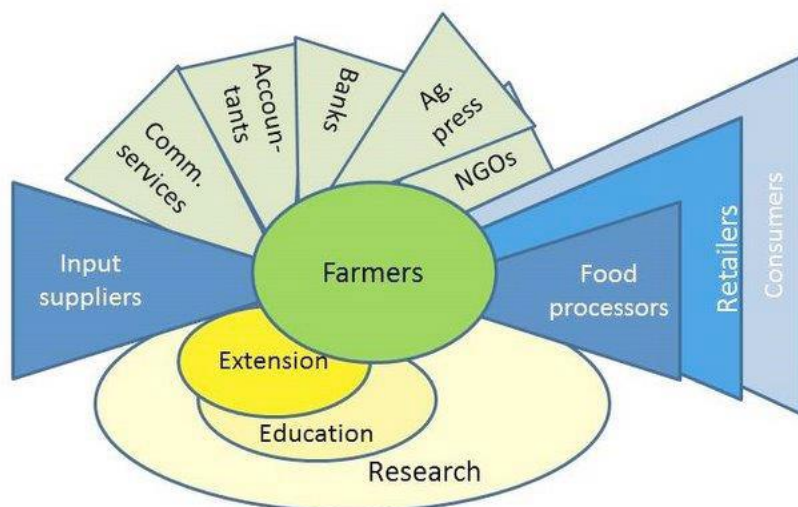 Comm.
services
Accoun-
tants
Banks
Ag.
press
NGOs
Input
suppliers
Farmers
Food
processors
Retailers
Consumers
Extension
Education
Research